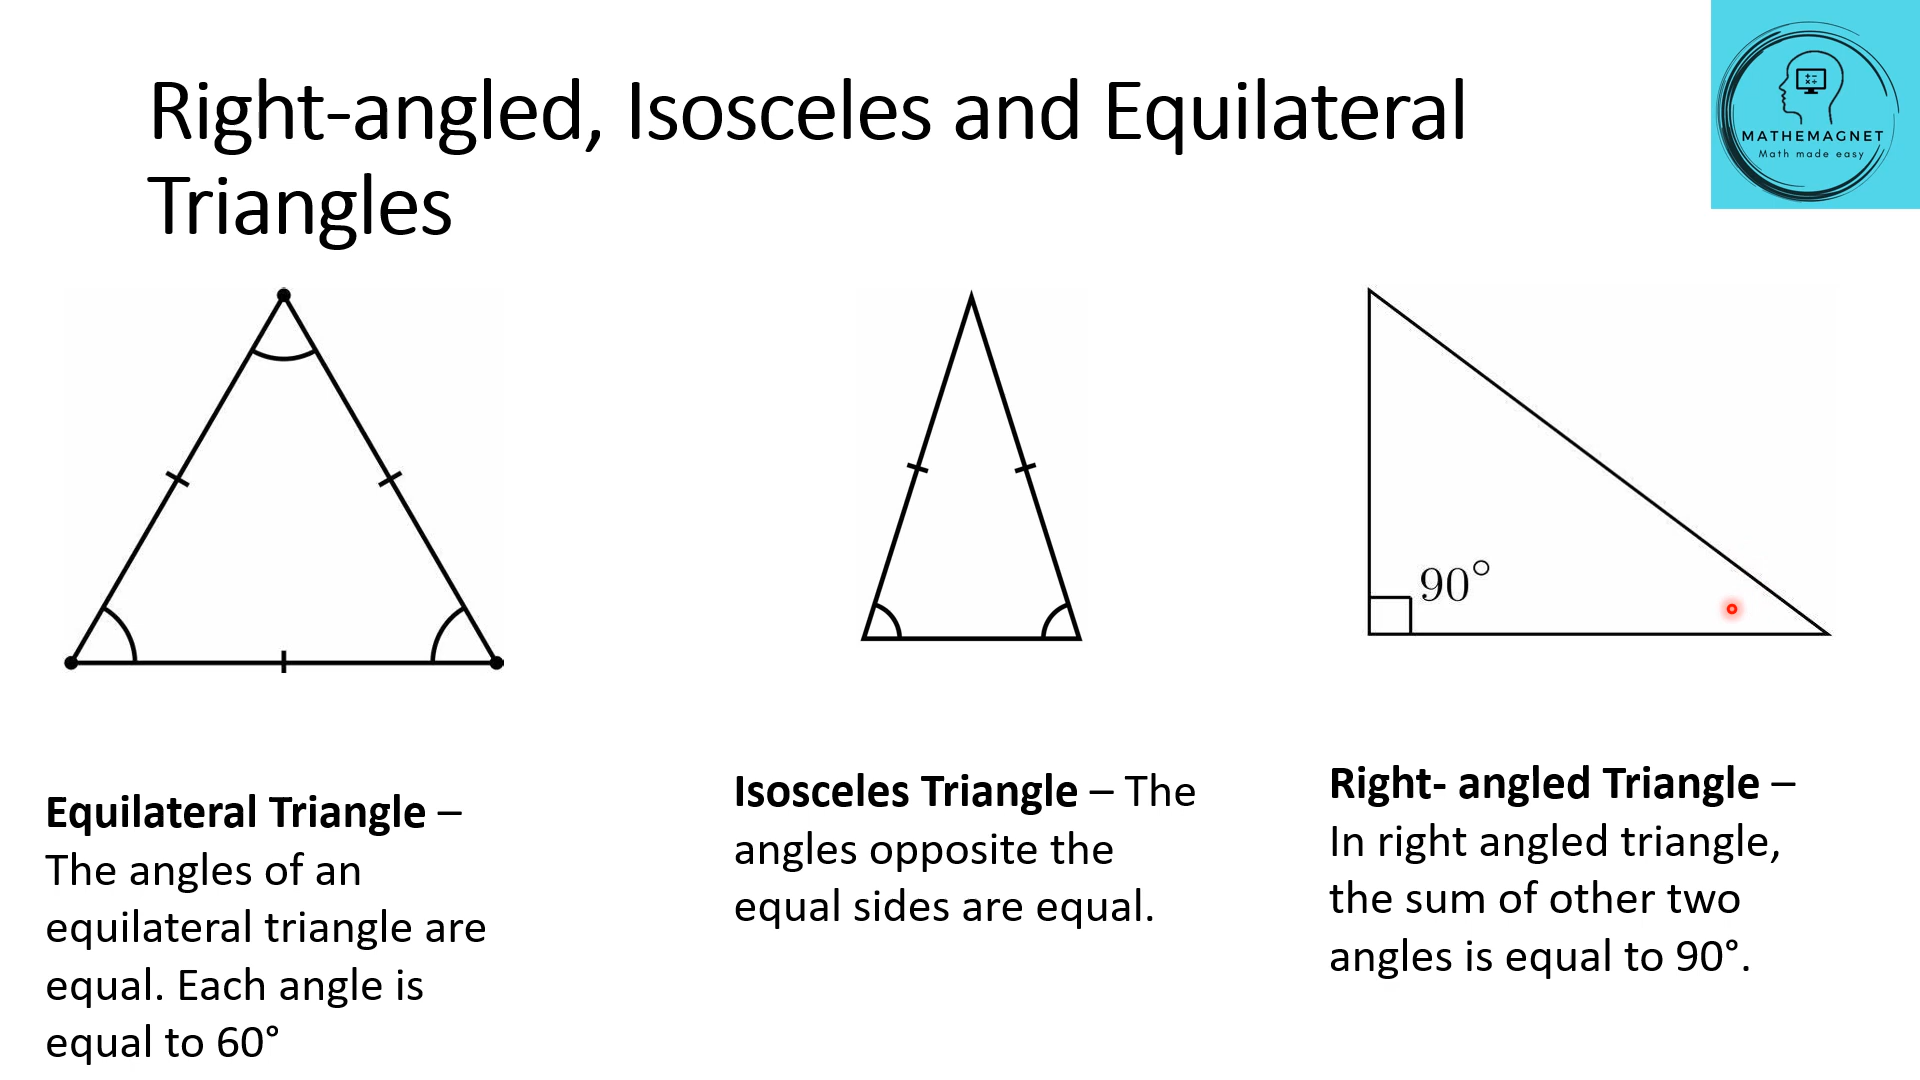 Right-angled, Isosceles and Equilateral
Triangles
MATHEMAGNET
Math made easy
90°
Equilateral Triangle –
The angles of an
equilateral triangle are
equal. Each angle is
equal to 60°
Isosceles Triangle – The
angles opposite the
equal sides are equal.
Right- angled Triangle –
In right angled triangle,
the sum of other two
angles is equal to 90°.